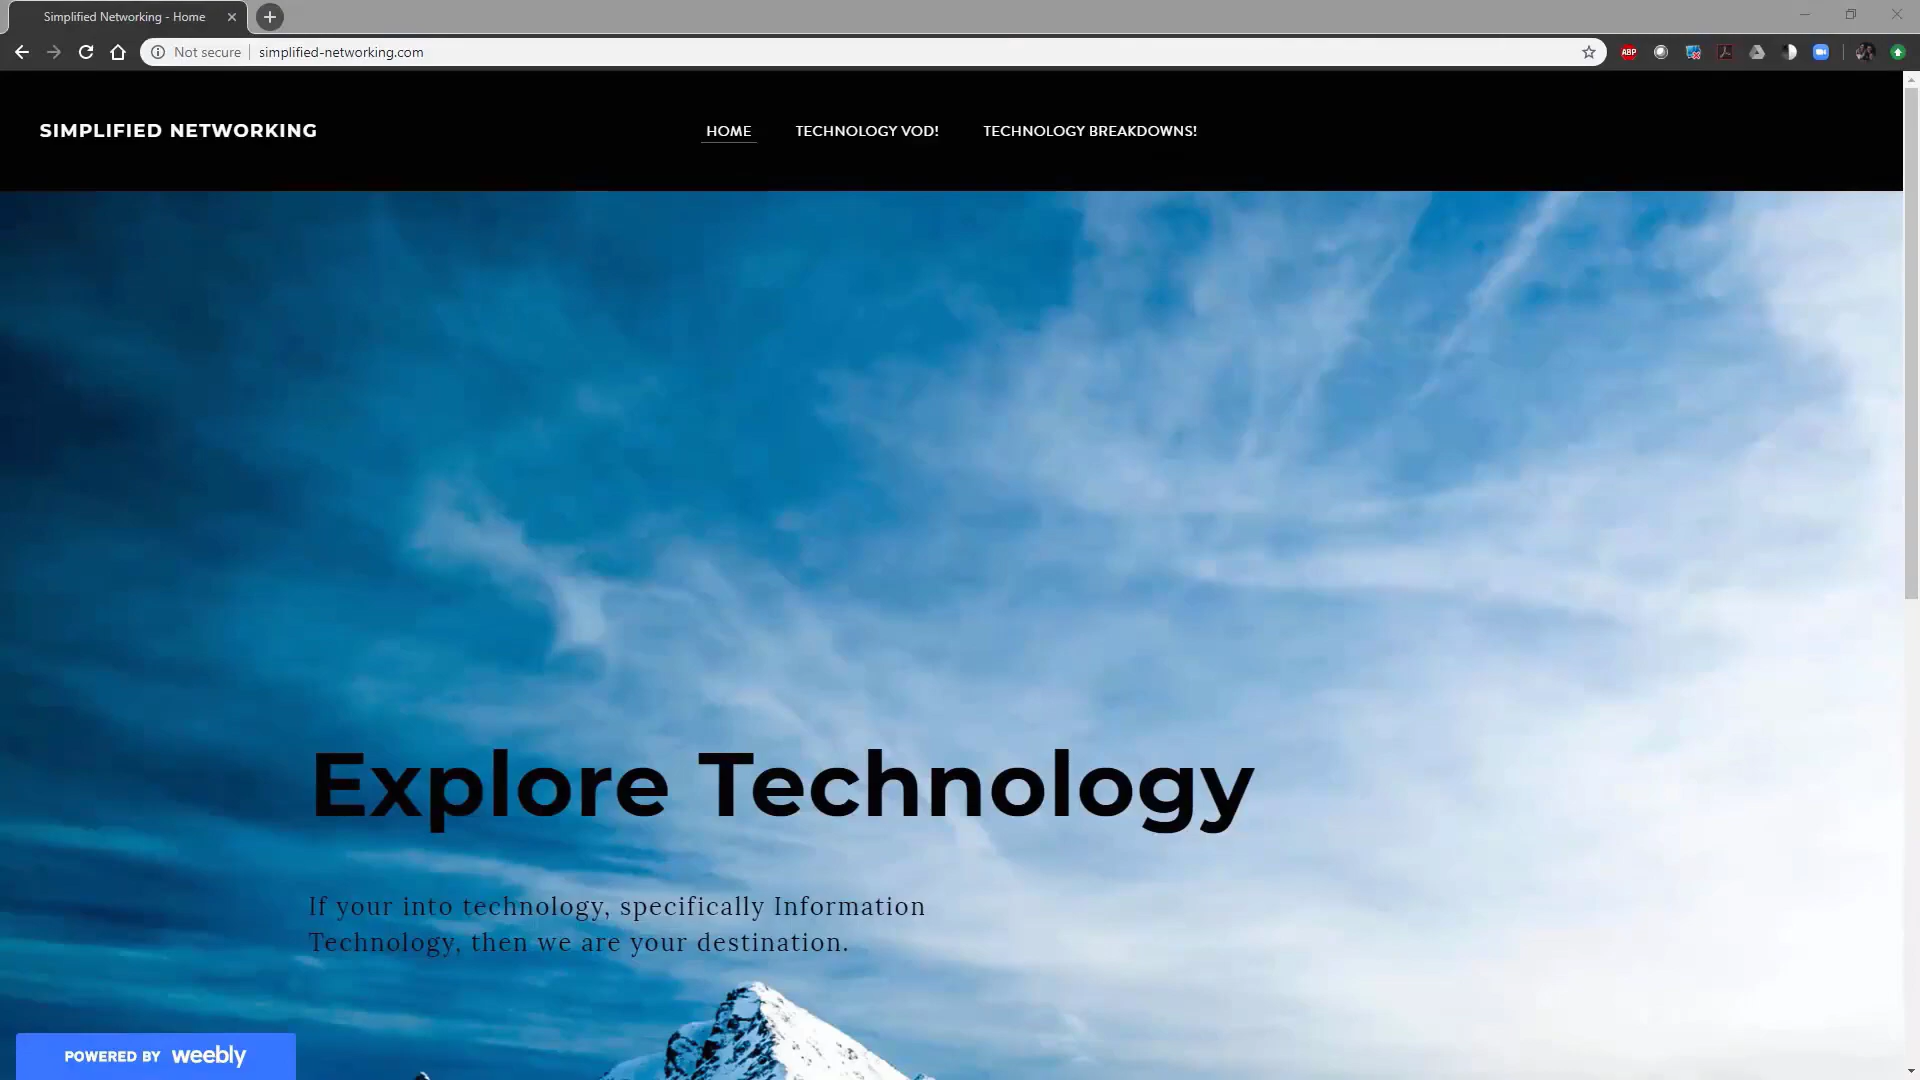 Simplified Networking - Home
Not secure
simplified-networking.com
ABP
SIMPLIFIED NETWORKING
HOME
TECHNOLOGY VOD!
TECHNOLOGY BREAKDOWNS!
Explore Technology
If your into technology, specifically Information
Technology, then we are your destination.
POWERED BY weebly